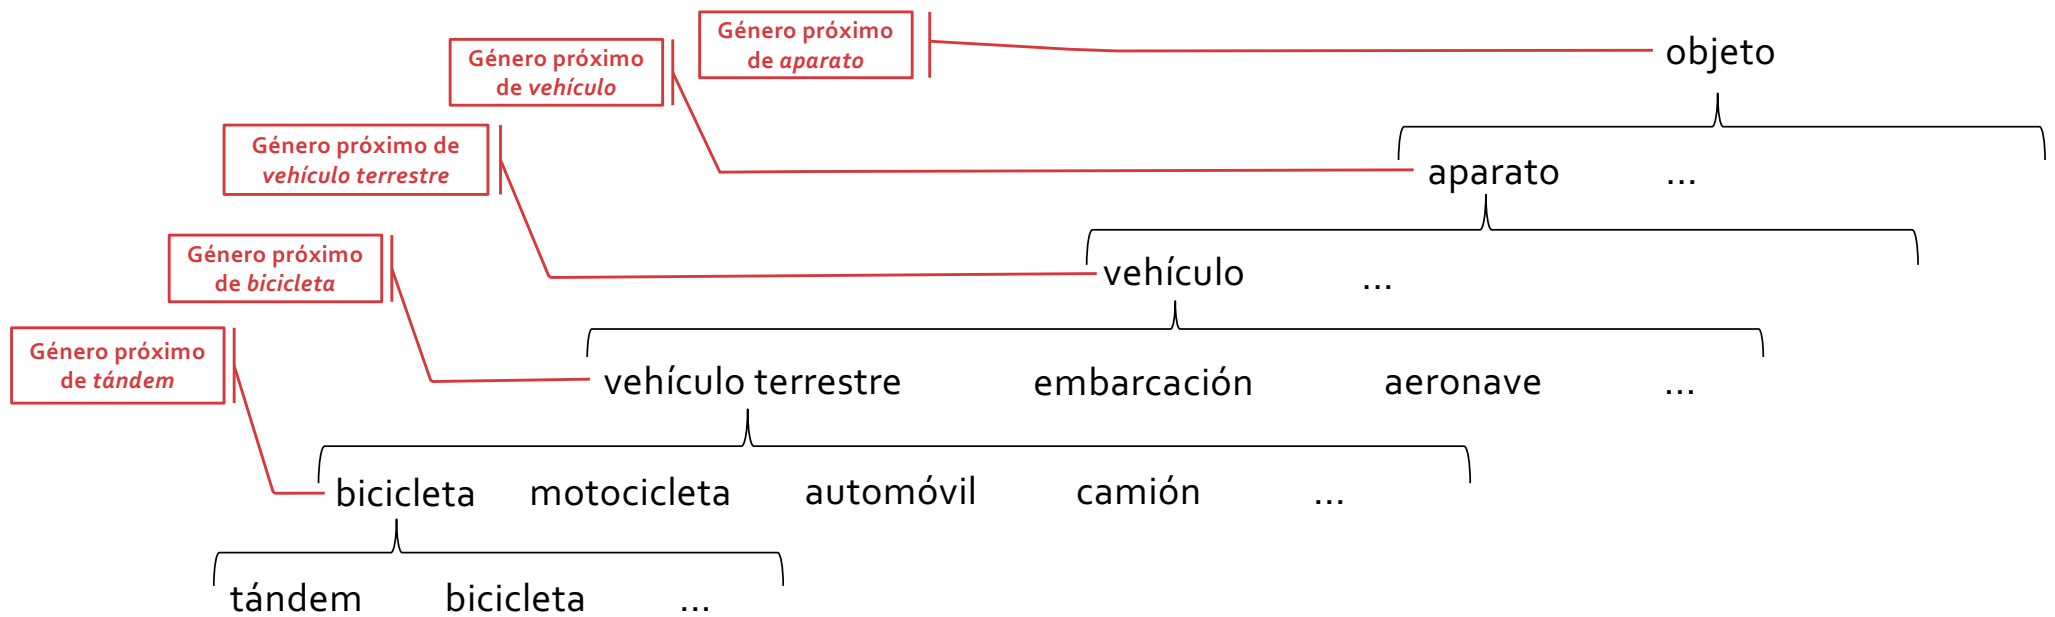 Género próximo
de aparato
objeto
Género próximo
de vehículo
Género próximo de
vehículo terrestre
aparato
...
Género próximo
de bicicleta
vehículo
...
Género próximo
de tándem
vehículo terrestre
embarcación
aeronave
...
bicicleta
motocicleta
automóvil
camión
...
tándem
bicicleta
...